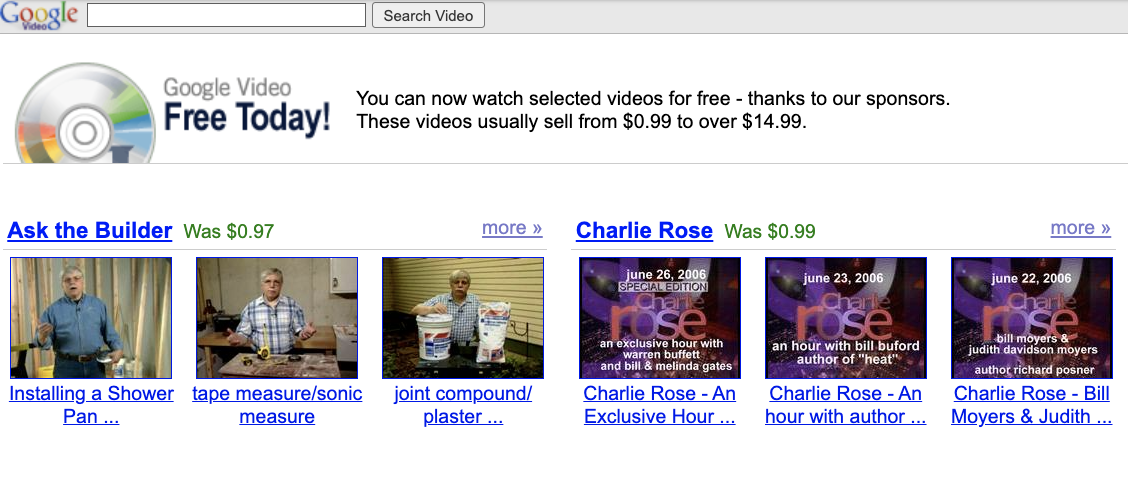 Google
Video
Search Video
Google Video
Free Today!
You can now watch selected videos for free - thanks to our sponsors.
These videos usually sell from $0.99 to over $14.99.
Ask the Builder Was $0.97 more »
Installing a Shower
Pan ...
tape measure/sonic
measure
joint compound/
plaster ...
Charlie Rose Was $0.99 more »
june 26, 2006
SPECIAL EDITION
Charlie
rose
an exclusive hour with
warren buffett
and bill & melinda gates
Charlie Rose - An
Exclusive Hour ...
june 23, 2006
Charlie
rose
an hour with bill buford
author of "heat"
Charlie Rose - An
hour with author ...
june 22, 2006
Charlie
rose
bill moyers &
judith davidson moyers
author richard posner
Charlie Rose - Bill
Moyers & Judith ...